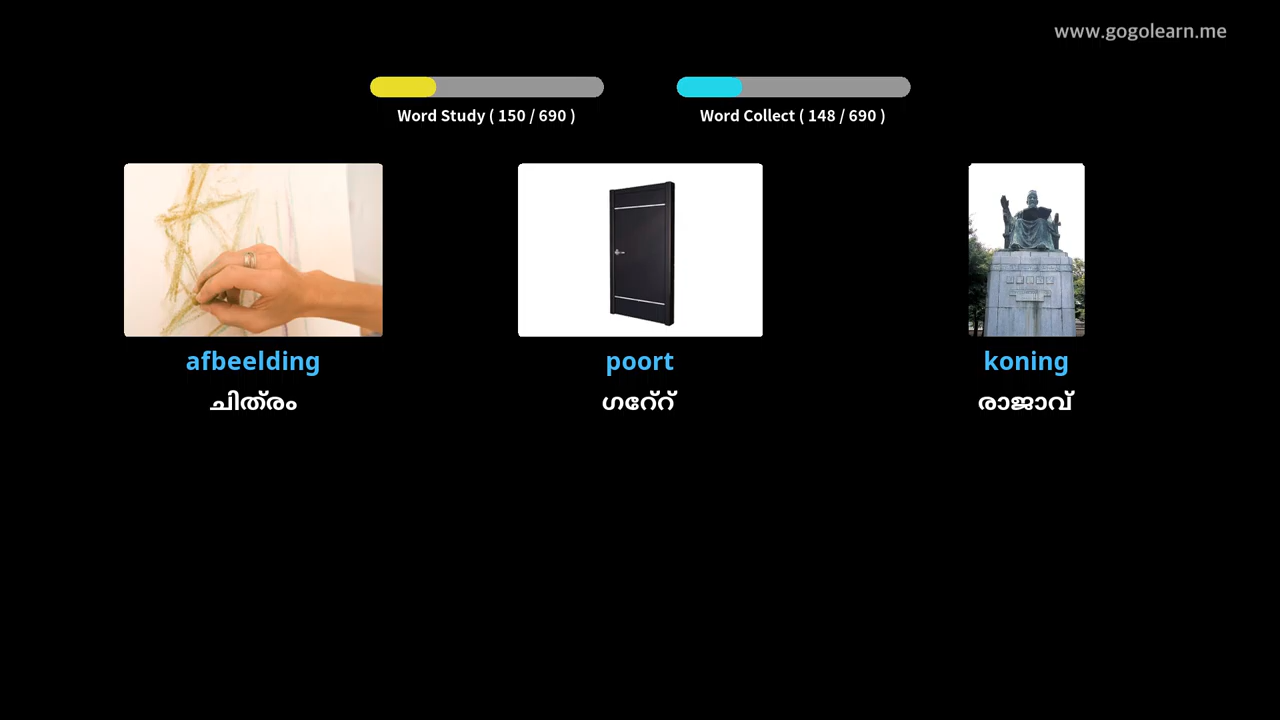 www.gogolearn.me
Word Study ( 150 / 690 )
Word Collect ( 148 / 690 )
afbeelding
poort
koning
ചിത്രം
ഗേറ്റ്
രാജാവ്